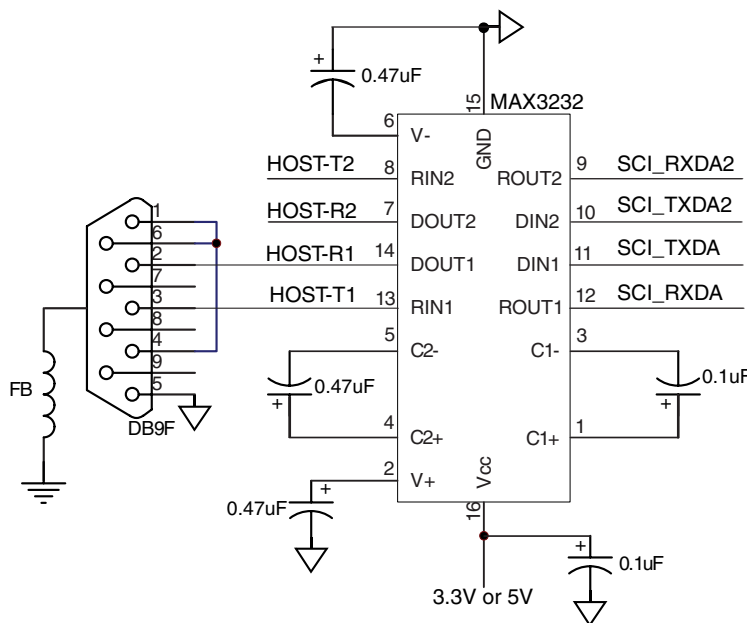 +
0.47uF
15
MAX3232
6
V-
GND
HOST-T2
8
RIN2
ROUT2
9
SCI_RXDA2
HOST-R2
7
DOUT2
DIN2
10
SCI_TXDA2
HOST-R1
14
DOUT1
DIN1
11
SCI_TXDA
HOST-T1
13
RIN1
ROUT1
12
SCI_RXDA
1
6
2
7
3
8
4
9
5
FB
DB9F
5
C2-
C1-
3
0.47uF
+
0.1uF
+
4
C2+
C1+
1
2
V+
Vcc
+
0.47uF
16
+
0.1uF
3.3V or 5V